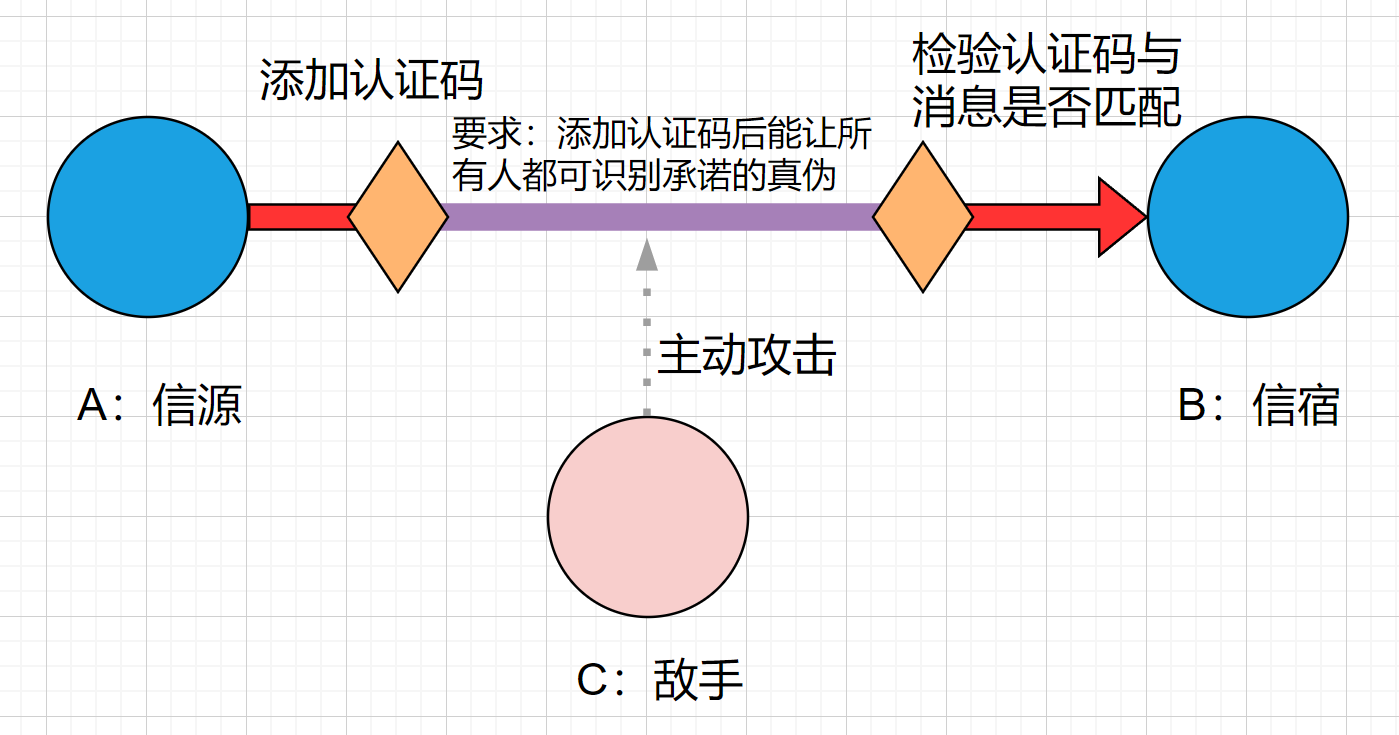 添加认证码
检验认证码与
消息是否匹配
要求：添加认证码后能让所
有人都可识别承诺的真伪
主动攻击
A：信源
B：信宿
C：敌手